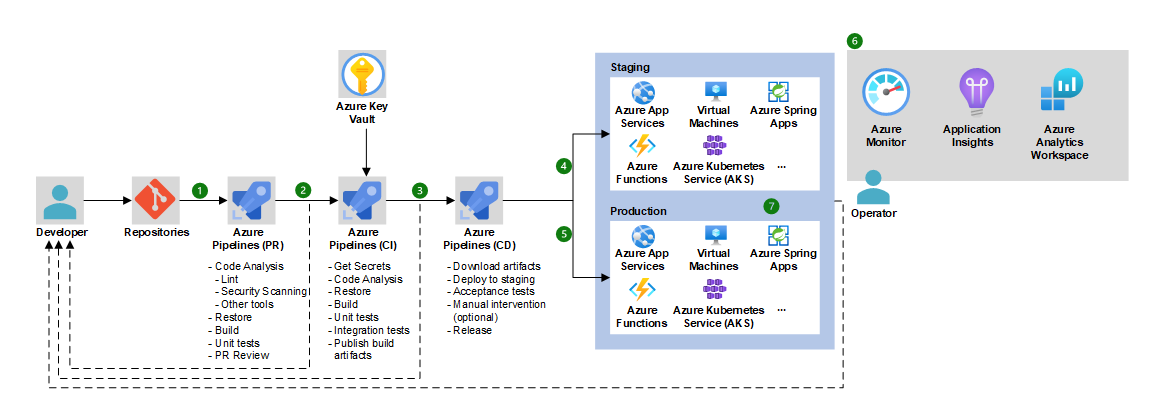 6
Staging
Azure App
Services
Virtual
Machines
Azure Spring
Apps
Azure
Functions
Azure Kubernetes
Service (AKS)
...
Azure
Monitor
Application
Insights
Azure
Analytics
Workspace
Azure Key
Vault
4
1
2
3
Developer
Repositories
Azure
Pipelines (PR)
Azure
Pipelines (CI)
Azure
Pipelines (CD)
Operator
5
Production
7
Azure App
Services
Virtual
Machines
Azure Spring
Apps
Azure
Functions
Azure Kubernetes
Service (AKS)
...
- Code Analysis
- Lint
- Security Scanning
- Other tools
- Restore
- Build
- Unit tests
- PR Review
- Get Secrets
- Code Analysis
- Restore
- Build
- Unit tests
- Integration tests
- Publish build
artifacts
- Download artifacts
- Deploy to staging
- Acceptance tests
- Manual intervention
(optional)
- Release